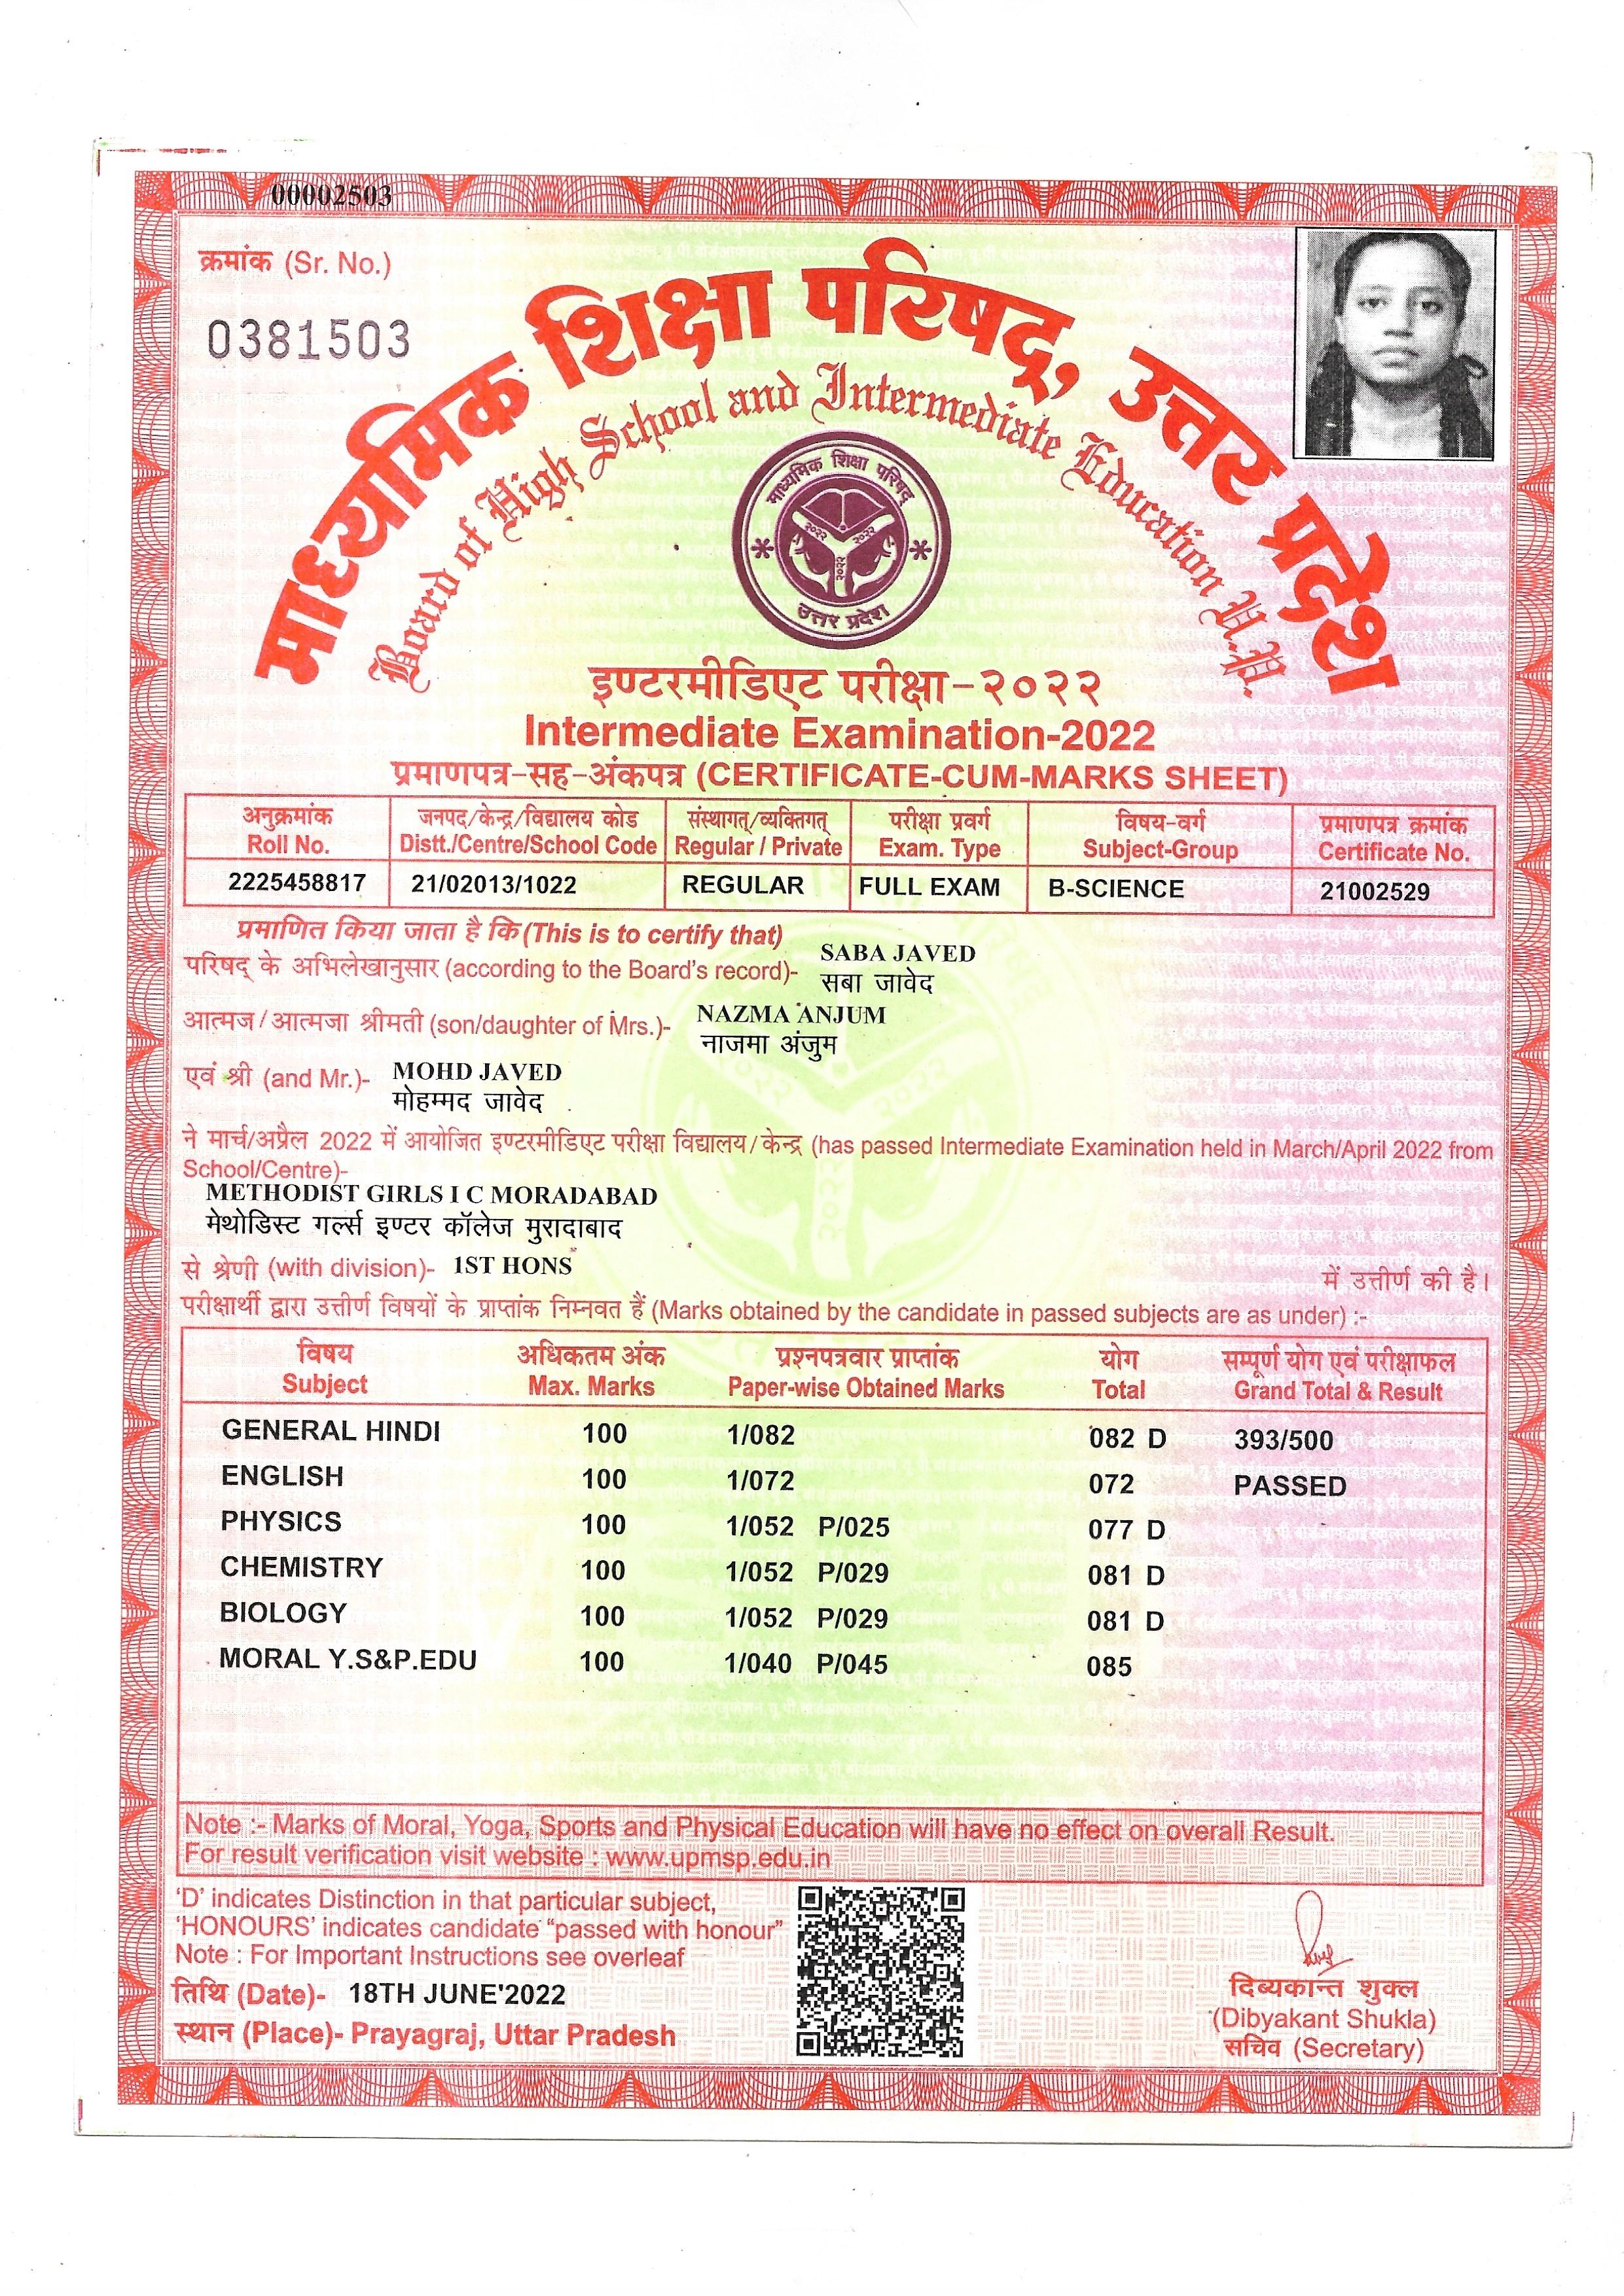 00002503
क्रमांक (Sr. No.)
0381503
माध्यमिक शिक्षा परिषद्, उत्तर प्रदेश
Board of High School and Intermediate Education U.P.
माध्यमिक शिक्षा परिषद्
२०२२ २०२२
२०२२
उत्तर प्रदेश
इण्टरमीडिएट परीक्षा-२०२२
Intermediate Examination-2022
प्रमाणपत्र-सह-अंकपत्र (CERTIFICATE-CUM-MARKS SHEET)
अनुक्रमांक जनपद/केन्द्र/विद्यालय कोड संस्थागत्/व्यक्तिगत् परीक्षा प्रवर्ग विषय-वर्ग प्रमाणपत्र क्रमांक
Roll No. Distt./Centre/School Code Regular / Private Exam. Type Subject-Group Certificate No.
2225458817 21/02013/1022 REGULAR FULL EXAM B-SCIENCE 21002529
प्रमाणित किया जाता है कि (This is to certify that)
परिषद् के अभिलेखानुसार (according to the Board's record)- SABA JAVED
सबा जावेद
आत्मज/आत्मजा श्रीमती (son/daughter of Mrs.)- NAZMA ANJUM
नाजमा अंजुम
एवं श्री (and Mr.)- MOHD JAVED
मोहम्मद जावेद
ने मार्च/अप्रैल 2022 में आयोजित इण्टरमीडिएट परीक्षा विद्यालय/केन्द्र (has passed Intermediate Examination held in March/April 2022 from
School/Centre)-
METHODIST GIRLS I C MORADABAD
मेथोडिस्ट गर्ल्स इण्टर कॉलेज मुरादाबाद
से श्रेणी (with division)- 1ST HONS में उत्तीर्ण की है।
परीक्षार्थी द्वारा उत्तीर्ण विषयों के प्राप्तांक निम्नवत हैं (Marks obtained by the candidate in passed subjects are as under) :-
विषय अधिकतम अंक प्रश्नपत्रवार प्राप्तांक योग सम्पूर्ण योग एवं परीक्षाफल
Subject Max. Marks Paper-wise Obtained Marks Total Grand Total & Result
GENERAL HINDI 100 1/082 082 D 393/500
ENGLISH 100 1/072 072 PASSED
PHYSICS 100 1/052 P/025 077 D
CHEMISTRY 100 1/052 P/029 081 D
BIOLOGY 100 1/052 P/029 081 D
MORAL Y.S&P.EDU 100 1/040 P/045 085
Note :- Marks of Moral, Yoga, Sports and Physical Education will have no effect on overall Result.
For result verification visit website : www.upmsp.edu.in
'D' indicates Distinction in that particular subject,
'HONOURS' indicates candidate "passed with honour"
Note : For Important Instructions see overleaf
तिथि (Date)- 18TH JUNE'2022
स्थान (Place)- Prayagraj, Uttar Pradesh
दिव्यकान्त शुक्ल
(Dibyakant Shukla)
सचिव (Secretary)